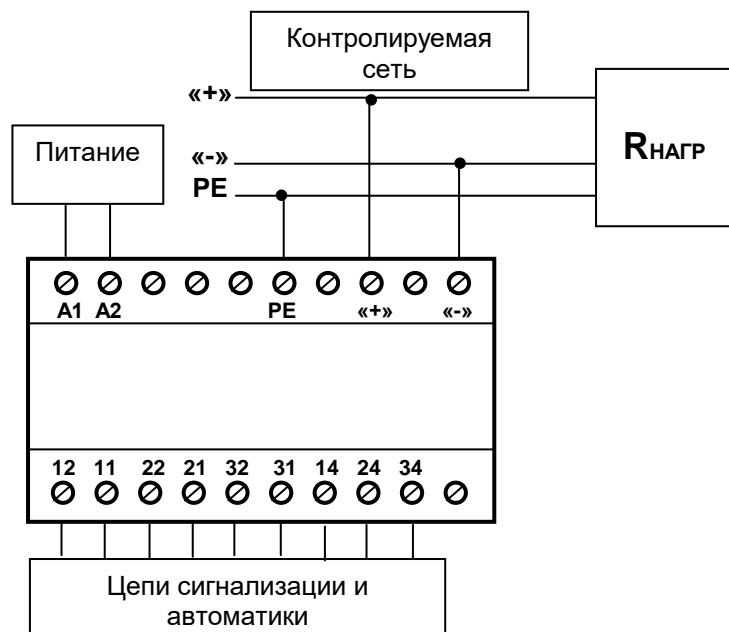 Контролируемая
сеть
«+»
Питание
«-»
PE
RНАГР
A1 A2 PE «+» «-»
12 11 22 21 32 31 14 24 34
Цепи сигнализации и
автоматики